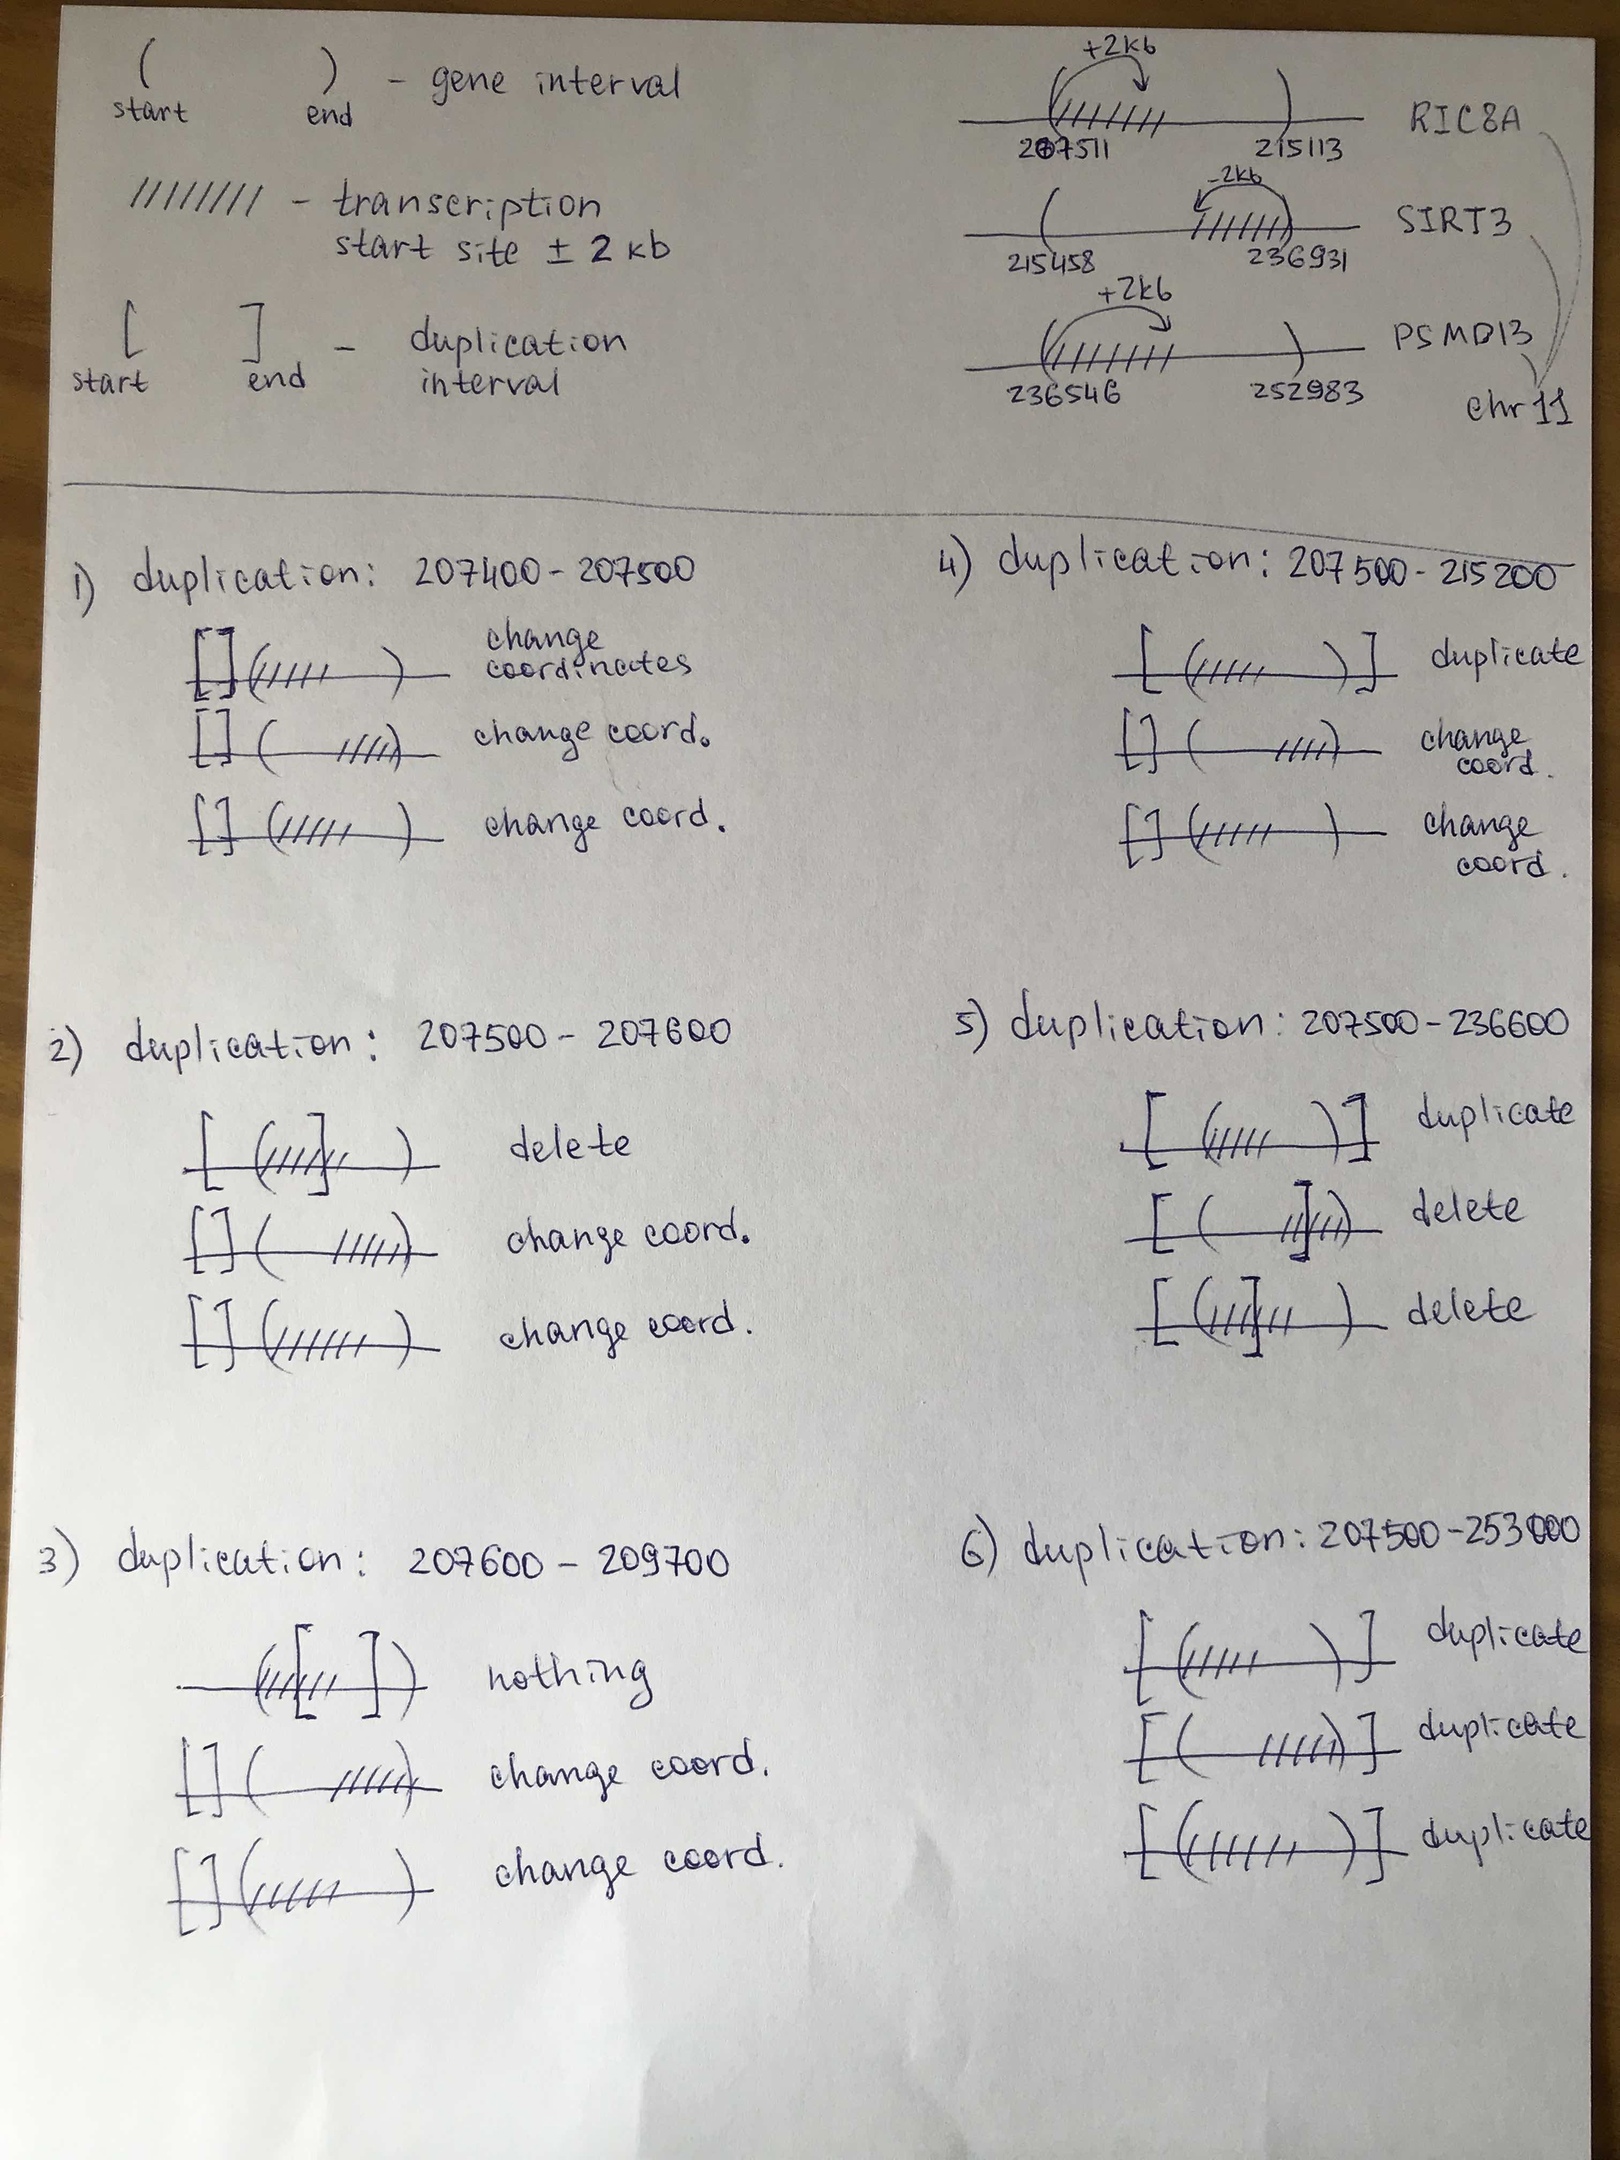 ( ) - gene interval
start end
///////// - transcription
start site ± 2 kb
[ ] - duplication
start end interval
+2kb
RIC8A
207511 215113
-2kb
SIRT3
215458 236931
+2kb
PSMD13
236546 252983
chr11
1) duplication: 207400-207500
change
coordinates
change coord.
change coord.
2) duplication: 207500 - 207600
delete
change coord.
change coord.
3) duplication: 207600 - 209700
nothing
change coord.
change coord.
4) duplication: 207500-215200
duplicate
change
coord.
change
coord.
5) duplication: 207500-236600
duplicate
delete
delete
6) duplication: 207500-253000
duplicate
duplicate
duplicate